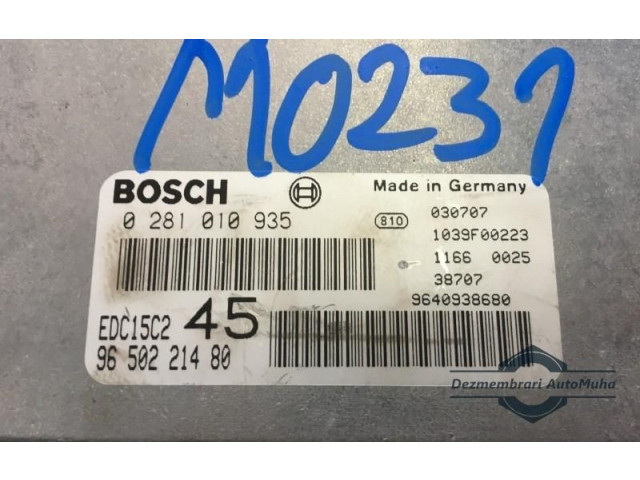 M0231
BOSCH
Made in Germany
0 281 010 935
810
030707
1039F00223
1166 0025
38707
9640938680
EDC15C2 45
96 502 214 80
Dezmembrari AutoMuha